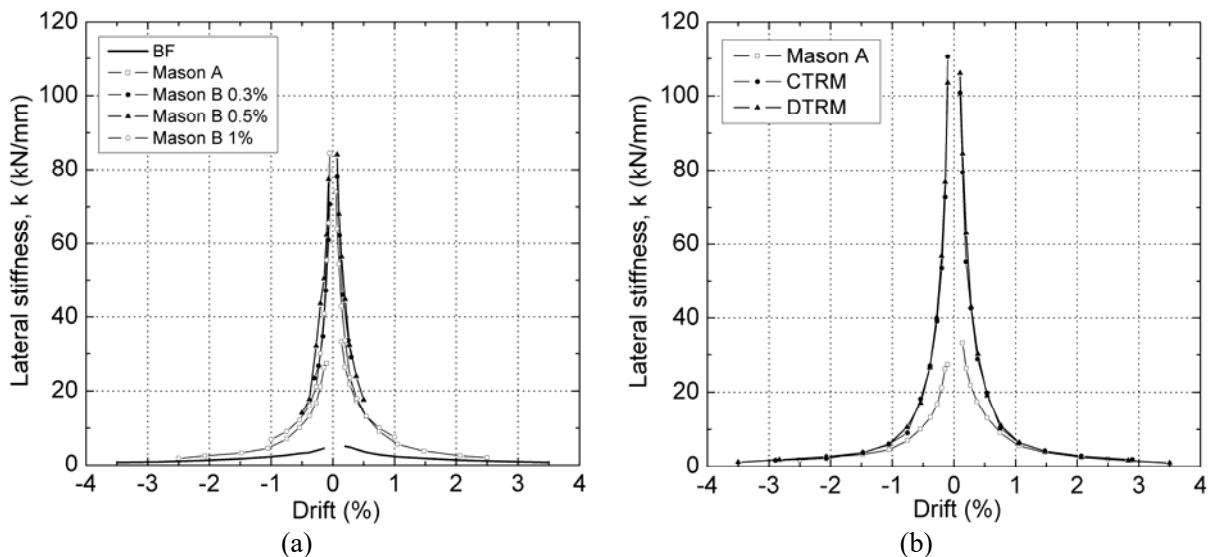 120
100
80
60
40
20
0
Lateral stiffness, k (kN/mm)
BF
Mason A
Mason B 0.3%
Mason B 0.5%
Mason B 1%
-4 -3 -2 -1 0 1 2 3 4
Drift (%)
(a)
120
100
80
60
40
20
0
Lateral stiffness, k (kN/mm)
Mason A
CTRM
DTRM
-4 -3 -2 -1 0 1 2 3 4
Drift (%)
(b)